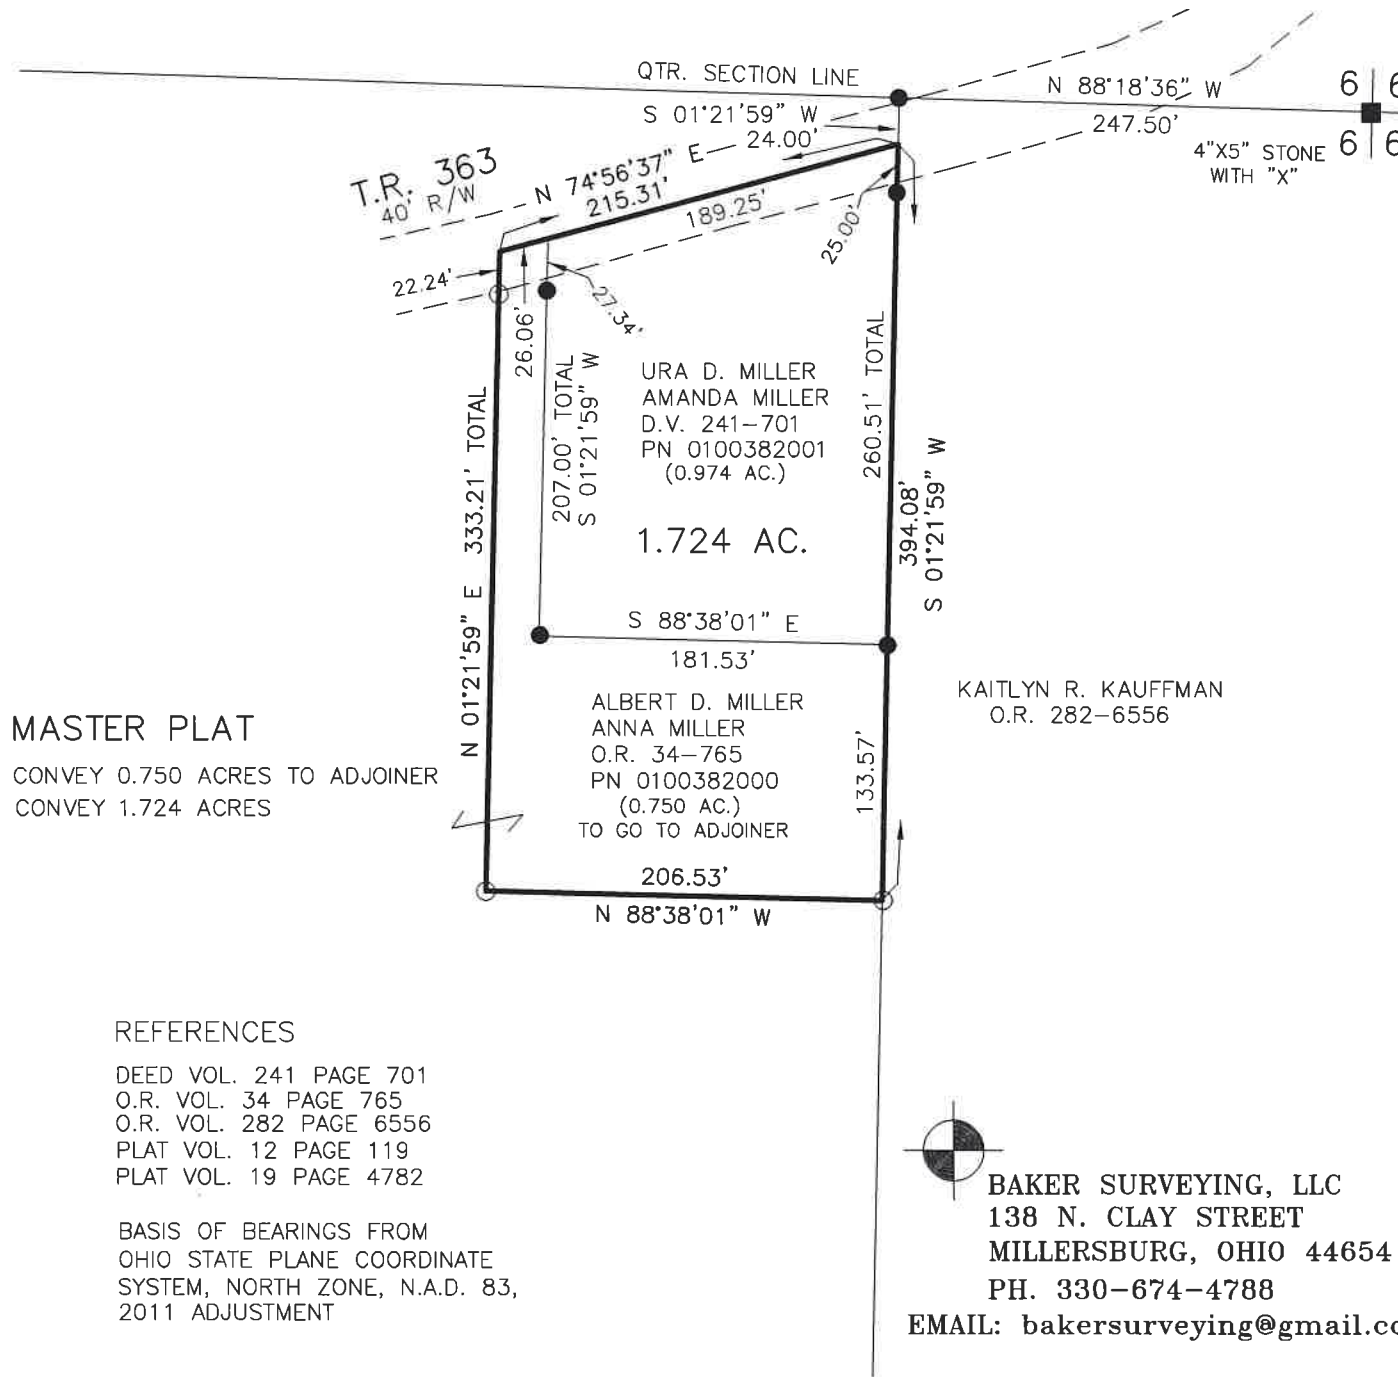 QTR. SECTION LINE
N 88°18'36" W
247.50'
6 6
6 6
4"X5" STONE
WITH "X"
S 01°21'59" W
24.00'
T.R. 363
40' R/W
N 74°56'37" E
215.31'
189.25'
25.00'
22.24'
26.06'
27.34'
N 01°21'59" E 333.21' TOTAL
207.00' TOTAL
S 01°21'59" W
URA D. MILLER
AMANDA MILLER
D.V. 241-701
PN 0100382001
(0.974 AC.)
1.724 AC.
260.51' TOTAL
394.08'
S 01°21'59" W
S 88°38'01" E
181.53'
ALBERT D. MILLER
ANNA MILLER
O.R. 34-765
PN 0100382000
(0.750 AC.)
TO GO TO ADJOINER
133.57'
KAITLYN R. KAUFFMAN
O.R. 282-6556
206.53'
N 88°38'01" W
MASTER PLAT
CONVEY 0.750 ACRES TO ADJOINER
CONVEY 1.724 ACRES
REFERENCES
DEED VOL. 241 PAGE 701
O.R. VOL. 34 PAGE 765
O.R. VOL. 282 PAGE 6556
PLAT VOL. 12 PAGE 119
PLAT VOL. 19 PAGE 4782
BASIS OF BEARINGS FROM
OHIO STATE PLANE COORDINATE
SYSTEM, NORTH ZONE, N.A.D. 83,
2011 ADJUSTMENT
BAKER SURVEYING, LLC
138 N. CLAY STREET
MILLERSBURG, OHIO 44654
PH. 330-674-4788
EMAIL: bakersurveying@gmail.co